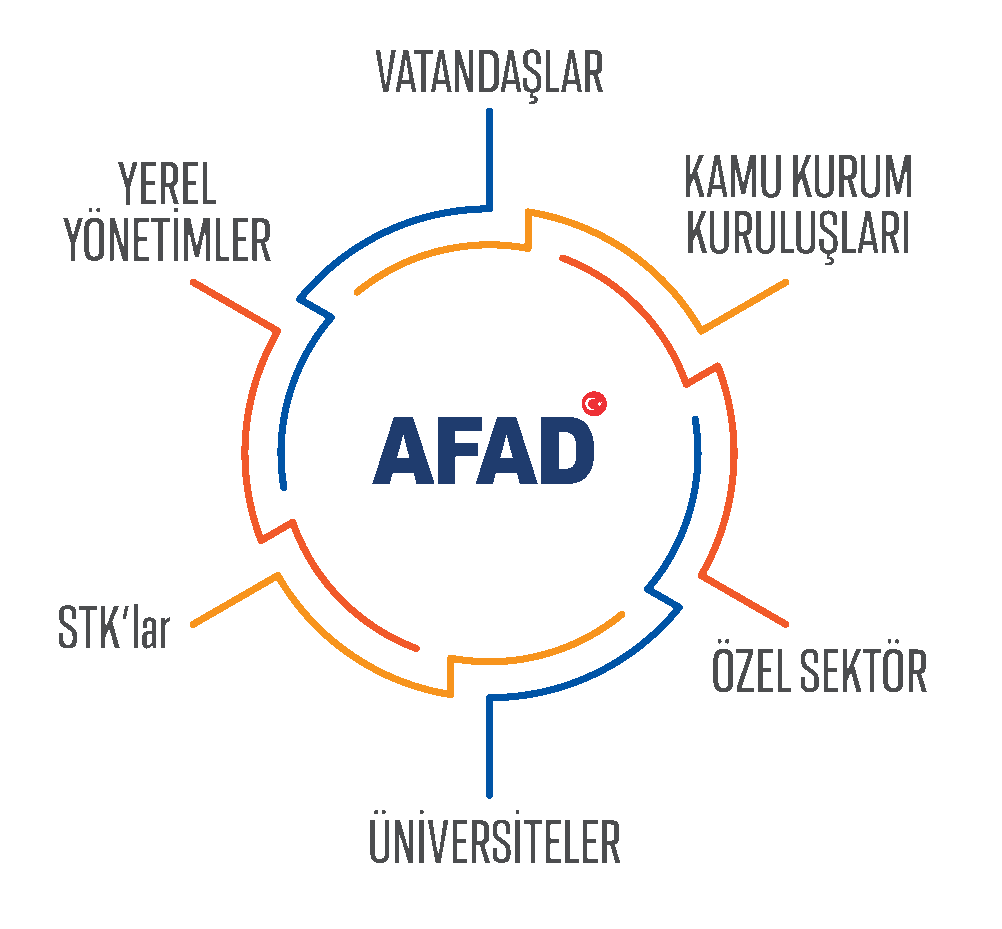 VATANDAŞLAR
KAMU KURUM
KURULUŞLARI
YEREL
YÖNETİMLER
AFAD
STK'lar
ÖZEL SEKTÖR
ÜNİVERSİTELER